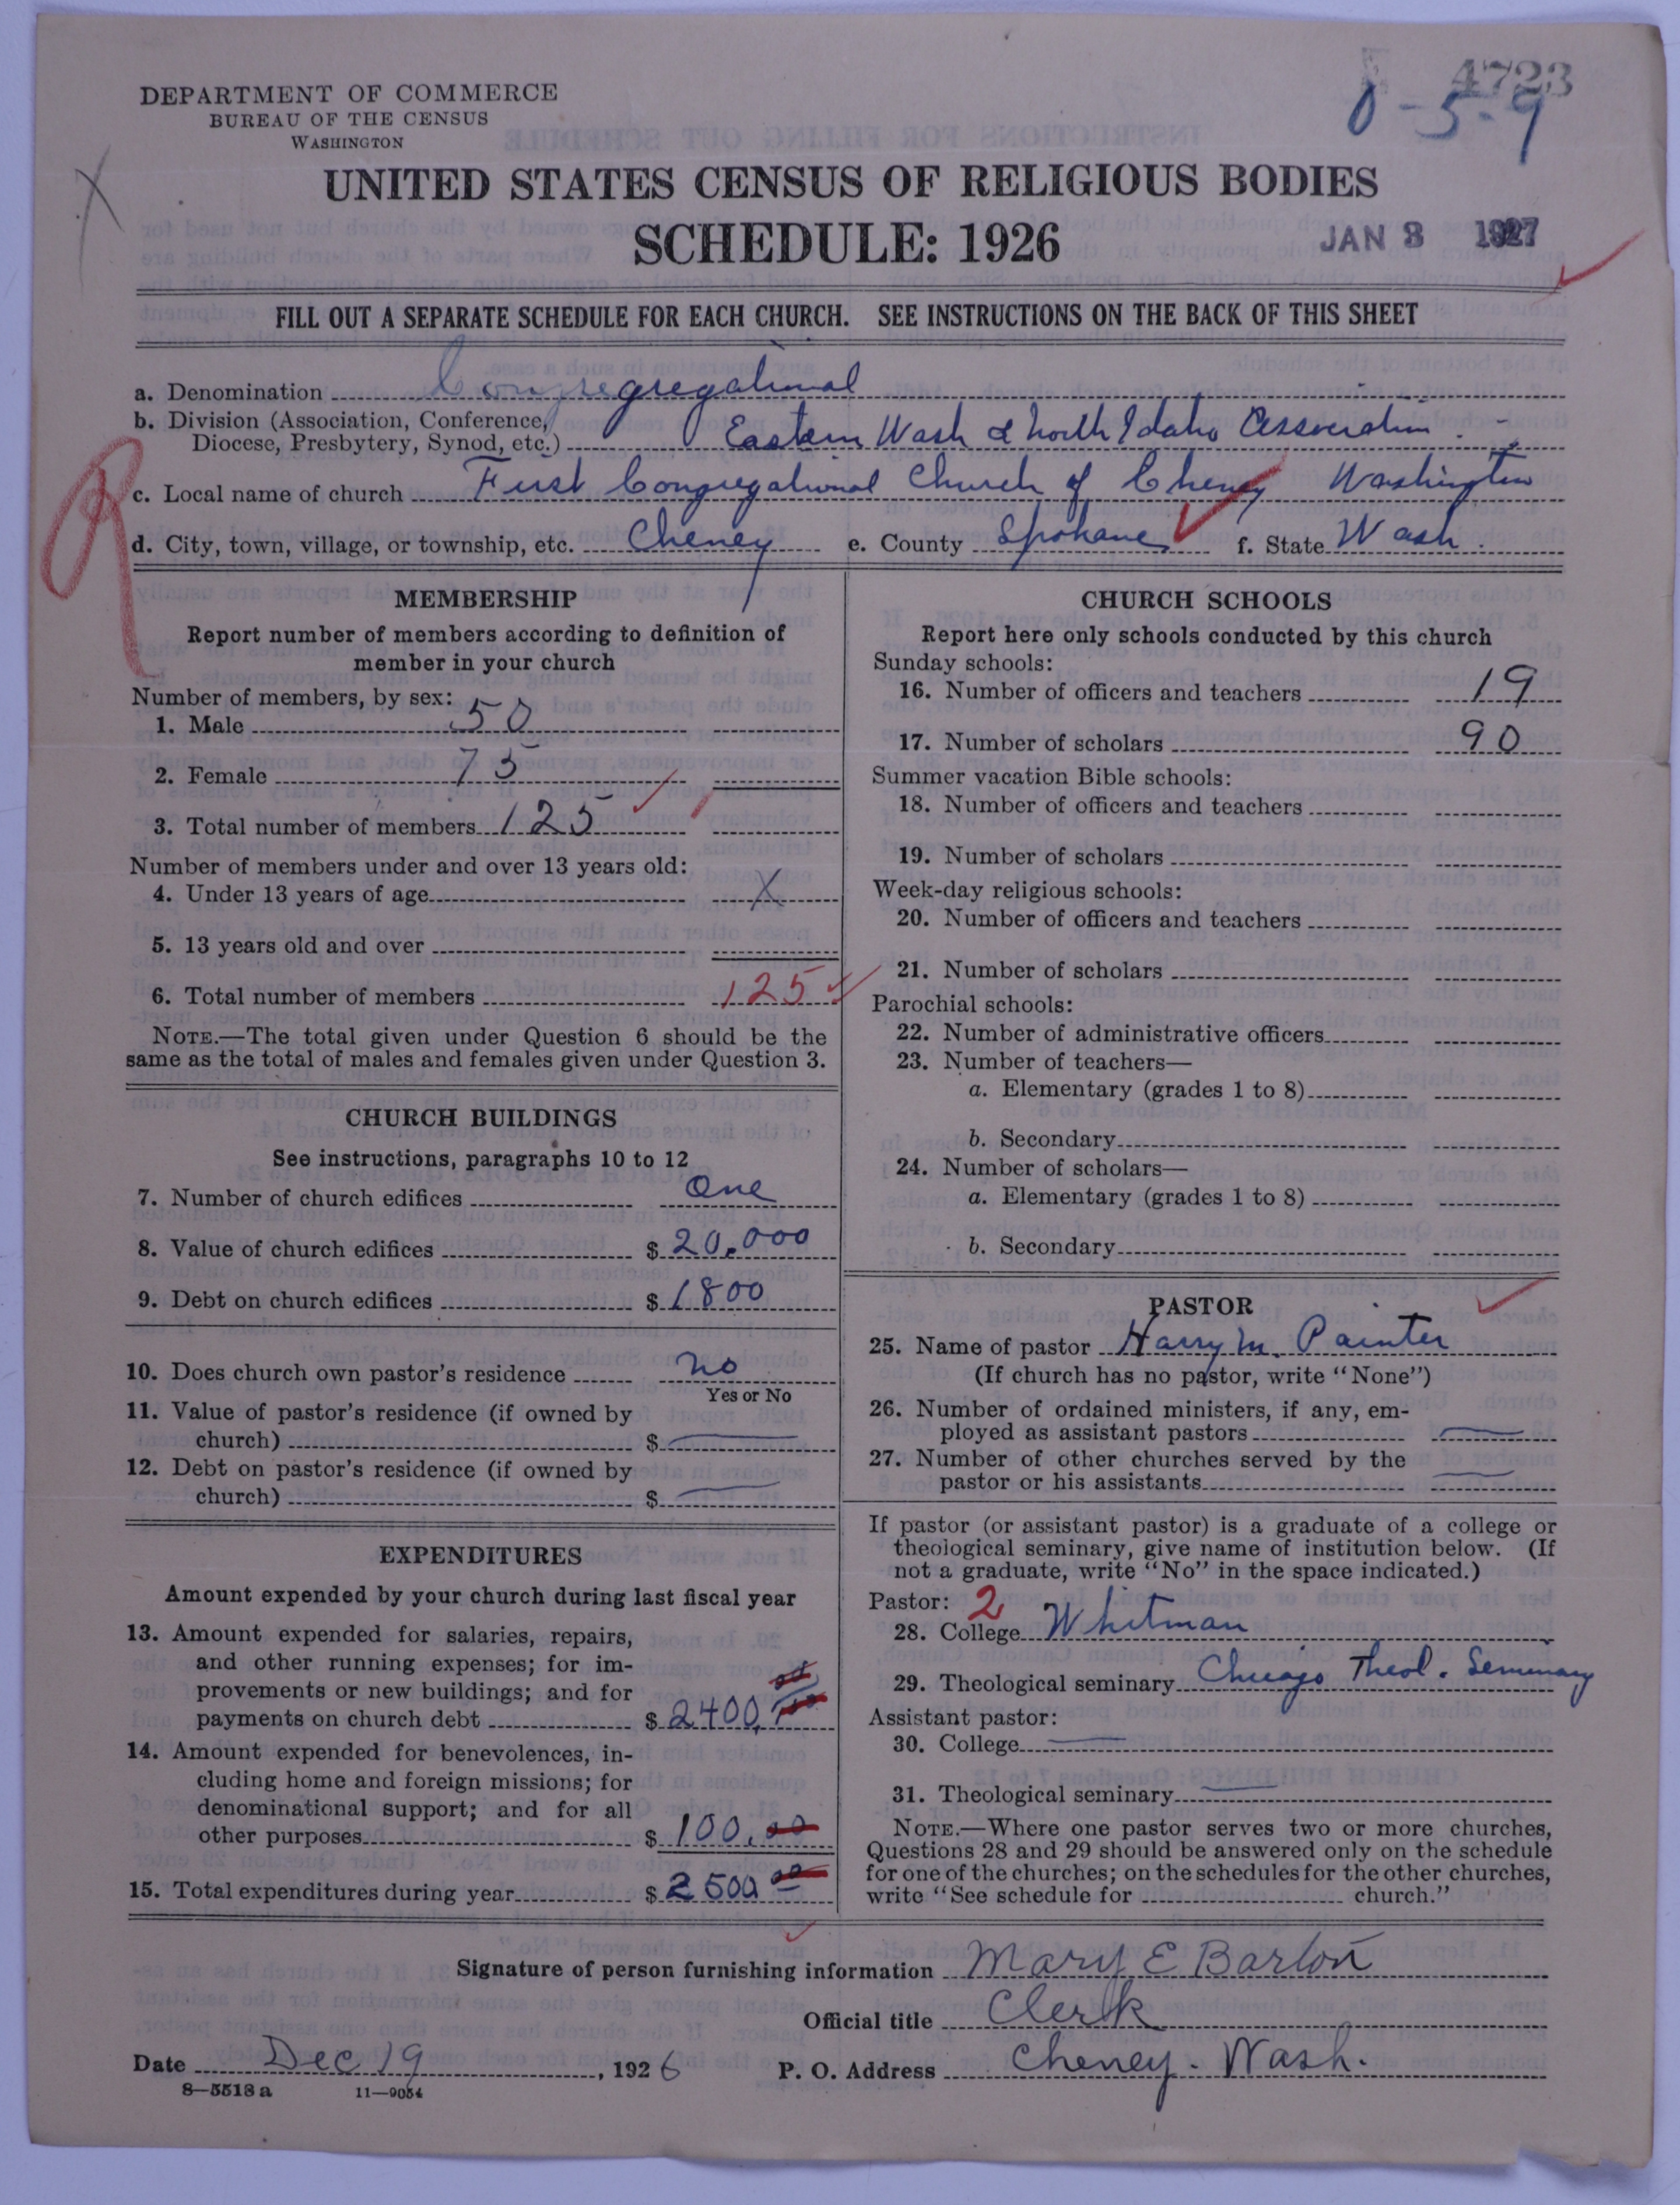 4723
0-5-9
DEPARTMENT OF COMMERCE
BUREAU OF THE CENSUS
WASHINGTON
X
UNITED STATES CENSUS OF RELIGIOUS BODIES
SCHEDULE: 1926
JAN 3 1927
FILL OUT A SEPARATE SCHEDULE FOR EACH CHURCH. SEE INSTRUCTIONS ON THE BACK OF THIS SHEET
a. Denomination Congregegational
b. Division (Association, Conference,
Diocese, Presbytery, Synod, etc.) Eastern Wash & North Idaho Association.
R
c. Local name of church First Congregational Church of Cheney Washington
d. City, town, village, or township, etc. Cheney e. County Spokane f. State Wash.
MEMBERSHIP
Report number of members according to definition of
member in your church
Number of members, by sex:
1. Male 50
2. Female 75
3. Total number of members 125
Number of members under and over 13 years old:
4. Under 13 years of age X
5. 13 years old and over
6. Total number of members 125
NOTE.—The total given under Question 6 should be the
same as the total of males and females given under Question 3.
CHURCH BUILDINGS
See instructions, paragraphs 10 to 12
7. Number of church edifices One
8. Value of church edifices $ 20,000
9. Debt on church edifices $ 1800
10. Does church own pastor's residence no
Yes or No
11. Value of pastor's residence (if owned by
church) $ —
12. Debt on pastor's residence (if owned by
church) $ —
EXPENDITURES
Amount expended by your church during last fiscal year
13. Amount expended for salaries, repairs,
and other running expenses; for im-
provements or new buildings; and for
payments on church debt $ 2400.
14. Amount expended for benevolences, in-
cluding home and foreign missions; for
denominational support; and for all
other purposes $ 100.00
15. Total expenditures during year $ 2500 00
CHURCH SCHOOLS
Report here only schools conducted by this church
Sunday schools:
16. Number of officers and teachers 19
17. Number of scholars 90
Summer vacation Bible schools:
18. Number of officers and teachers
19. Number of scholars
Week-day religious schools:
20. Number of officers and teachers
21. Number of scholars
Parochial schools:
22. Number of administrative officers
23. Number of teachers—
a. Elementary (grades 1 to 8)
b. Secondary
24. Number of scholars—
a. Elementary (grades 1 to 8)
b. Secondary
PASTOR
25. Name of pastor Harry M. Painter
(If church has no pastor, write "None")
26. Number of ordained ministers, if any, em-
ployed as assistant pastors —
27. Number of other churches served by the
pastor or his assistants —
If pastor (or assistant pastor) is a graduate of a college or
theological seminary, give name of institution below. (If
not a graduate, write "No" in the space indicated.)
Pastor: 2
28. College Whitman
29. Theological seminary Chicago Theol. Seminary
Assistant pastor:
30. College —
31. Theological seminary —
NOTE.—Where one pastor serves two or more churches,
Questions 28 and 29 should be answered only on the schedule
for one of the churches; on the schedules for the other churches,
write "See schedule for church."
Signature of person furnishing information Mary E Barton
Official title Clerk
Date Dec 19, 1926 P. O. Address Cheney. Wash.
8—5518 a 11—9054